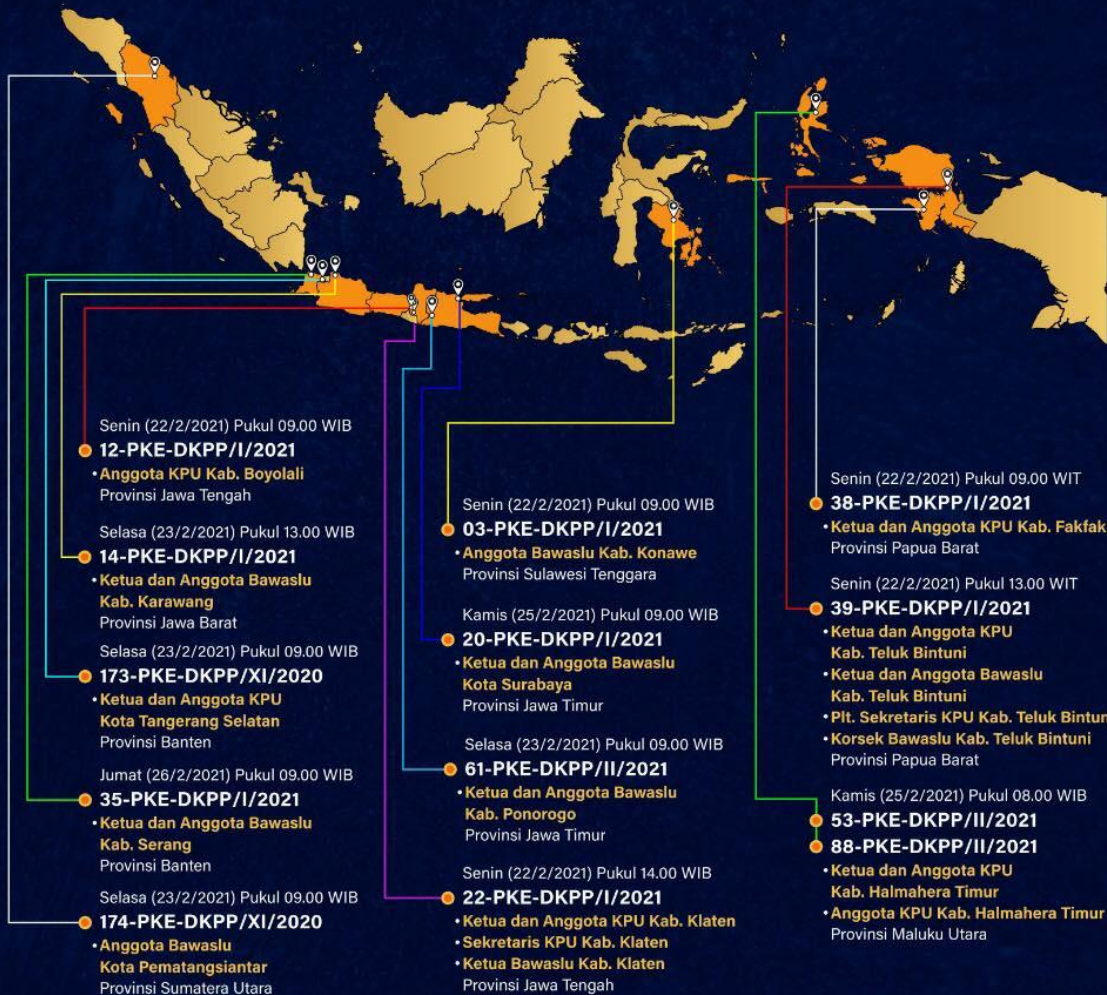 Senin (22/2/2021) Pukul 09.00 WIB
12-PKE-DKPP/I/2021
• Anggota KPU Kab. Boyolali
Provinsi Jawa Tengah
Selasa (23/2/2021) Pukul 13.00 WIB
14-PKE-DKPP/I/2021
• Ketua dan Anggota Bawaslu
Kab. Karawang
Provinsi Jawa Barat
Selasa (23/2/2021) Pukul 09.00 WIB
173-PKE-DKPP/XI/2020
• Ketua dan Anggota KPU
Kota Tangerang Selatan
Provinsi Banten
Jumat (26/2/2021) Pukul 09.00 WIB
35-PKE-DKPP/I/2021
• Ketua dan Anggota Bawaslu
Kab. Serang
Provinsi Banten
Selasa (23/2/2021) Pukul 09.00 WIB
174-PKE-DKPP/XI/2020
• Anggota Bawaslu
Kota Pematangsiantar
Provinsi Sumatera Utara
Senin (22/2/2021) Pukul 09.00 WIB
03-PKE-DKPP/I/2021
• Anggota Bawaslu Kab. Konawe
Provinsi Sulawesi Tenggara
Kamis (25/2/2021) Pukul 09.00 WIB
20-PKE-DKPP/I/2021
• Ketua dan Anggota Bawaslu
Kota Surabaya
Provinsi Jawa Timur
Selasa (23/2/2021) Pukul 09.00 WIB
61-PKE-DKPP/II/2021
• Ketua dan Anggota Bawaslu
Kab. Ponorogo
Provinsi Jawa Timur
Senin (22/2/2021) Pukul 14.00 WIB
22-PKE-DKPP/I/2021
• Ketua dan Anggota KPU Kab. Klaten
• Sekretaris KPU Kab. Klaten
• Ketua Bawaslu Kab. Klaten
Provinsi Jawa Tengah
Senin (22/2/2021) Pukul 09.00 WIT
38-PKE-DKPP/I/2021
• Ketua dan Anggota KPU Kab. Fakfak
Provinsi Papua Barat
Senin (22/2/2021) Pukul 13.00 WIT
39-PKE-DKPP/I/2021
• Ketua dan Anggota KPU
Kab. Teluk Bintuni
• Ketua dan Anggota Bawaslu
Kab. Teluk Bintuni
• Plt. Sekretaris KPU Kab. Teluk Bintun
• Korsek Bawaslu Kab. Teluk Bintuni
Provinsi Papua Barat
Kamis (25/2/2021) Pukul 08.00 WIB
53-PKE-DKPP/II/2021
88-PKE-DKPP/II/2021
• Ketua dan Anggota KPU
Kab. Halmahera Timur
• Anggota KPU Kab. Halmahera Timur
Provinsi Maluku Utara